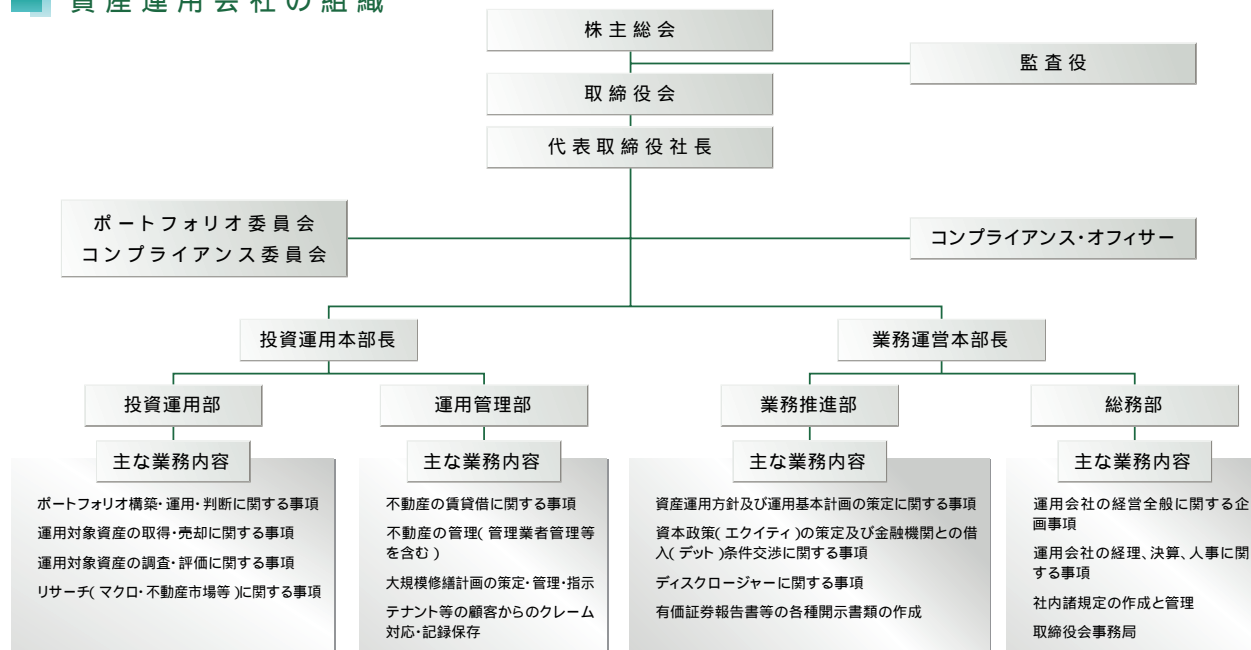 資産運用会社の組織
株主総会
監査役
取締役会
代表取締役社長
ポートフォリオ委員会
コンプライアンス委員会
コンプライアンス・オフィサー
投資運用本部長
業務運営本部長
投資運用部
運用管理部
業務推進部
総務部
主な業務内容
主な業務内容
主な業務内容
主な業務内容
ポートフォリオ構築・運用・判断に関する事項
運用対象資産の取得・売却に関する事項
運用対象資産の調査・評価に関する事項
リサーチ(マクロ・不動産市場等)に関する事項
不動産の賃貸借に関する事項
不動産の管理(管理業者管理等
を含む)
大規模修繕計画の策定・管理・指示
テナント等の顧客からのクレーム
対応・記録保存
資産運用方針及び運用基本計画の策定に関する事項
資本政策(エクイティ)の策定及び金融機関との借
入(デット)条件交渉に関する事項
ディスクロージャーに関する事項
有価証券報告書等の各種開示書類の作成
運用会社の経営全般に関する企
画事項
運用会社の経理、決算、人事に関
する事項
社内諸規定の作成と管理
取締役会事務局